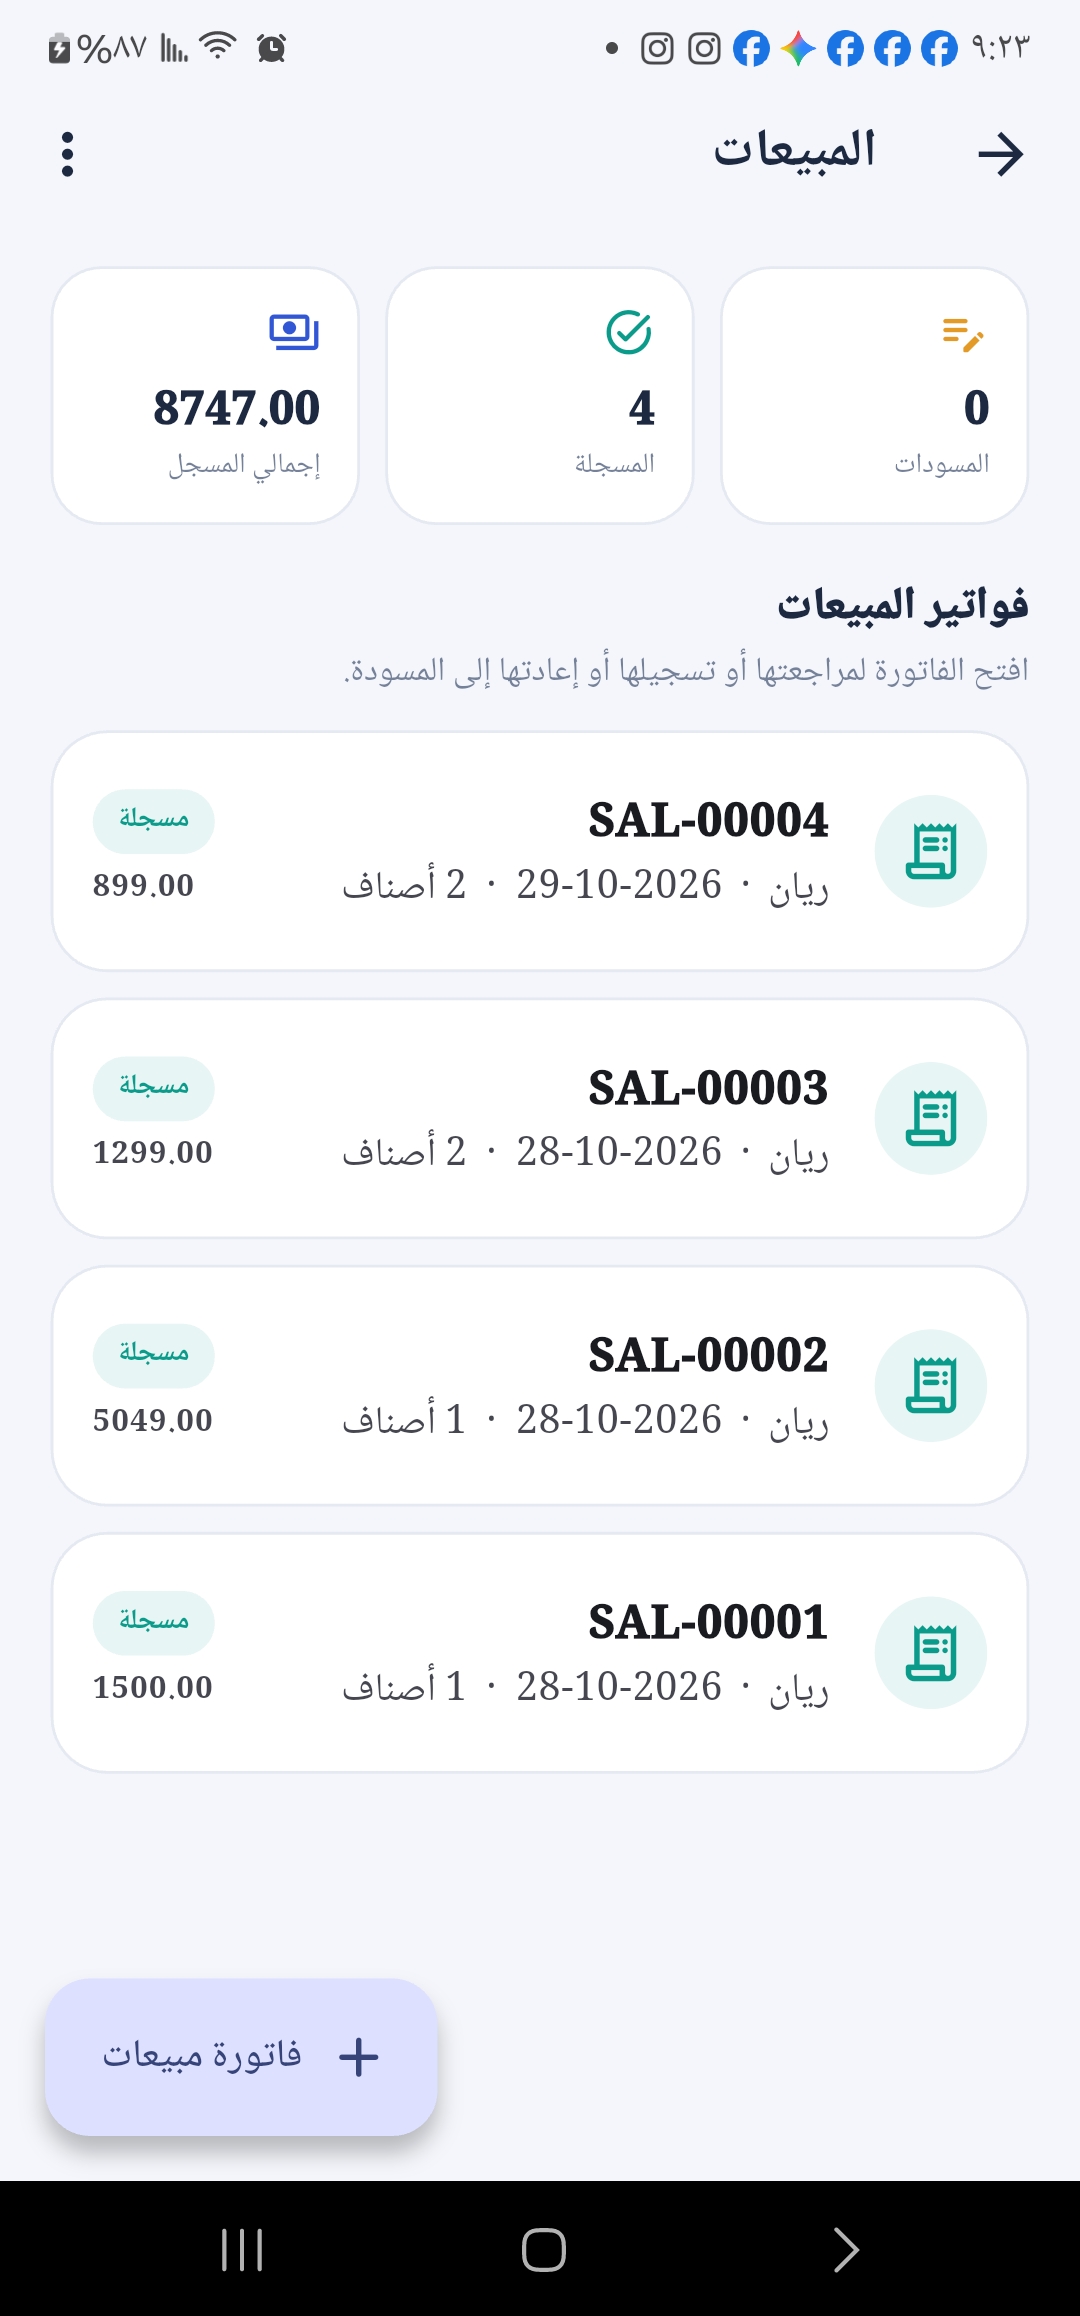 ٩:٢٣
%٨٧
المبيعات
0
المسودات
4
المسجلة
8747.00
إجمالي المسجل
فواتير المبيعات
افتح الفاتورة لمراجعتها أو تسجيلها أو إعادتها إلى المسودة.
SAL-00004
مسجلة
ريان · 2026-10-29 · 2 أصناف
899.00
SAL-00003
مسجلة
ريان · 2026-10-28 · 2 أصناف
1299.00
SAL-00002
مسجلة
ريان · 2026-10-28 · 1 أصناف
5049.00
SAL-00001
مسجلة
ريان · 2026-10-28 · 1 أصناف
1500.00
فاتورة مبيعات